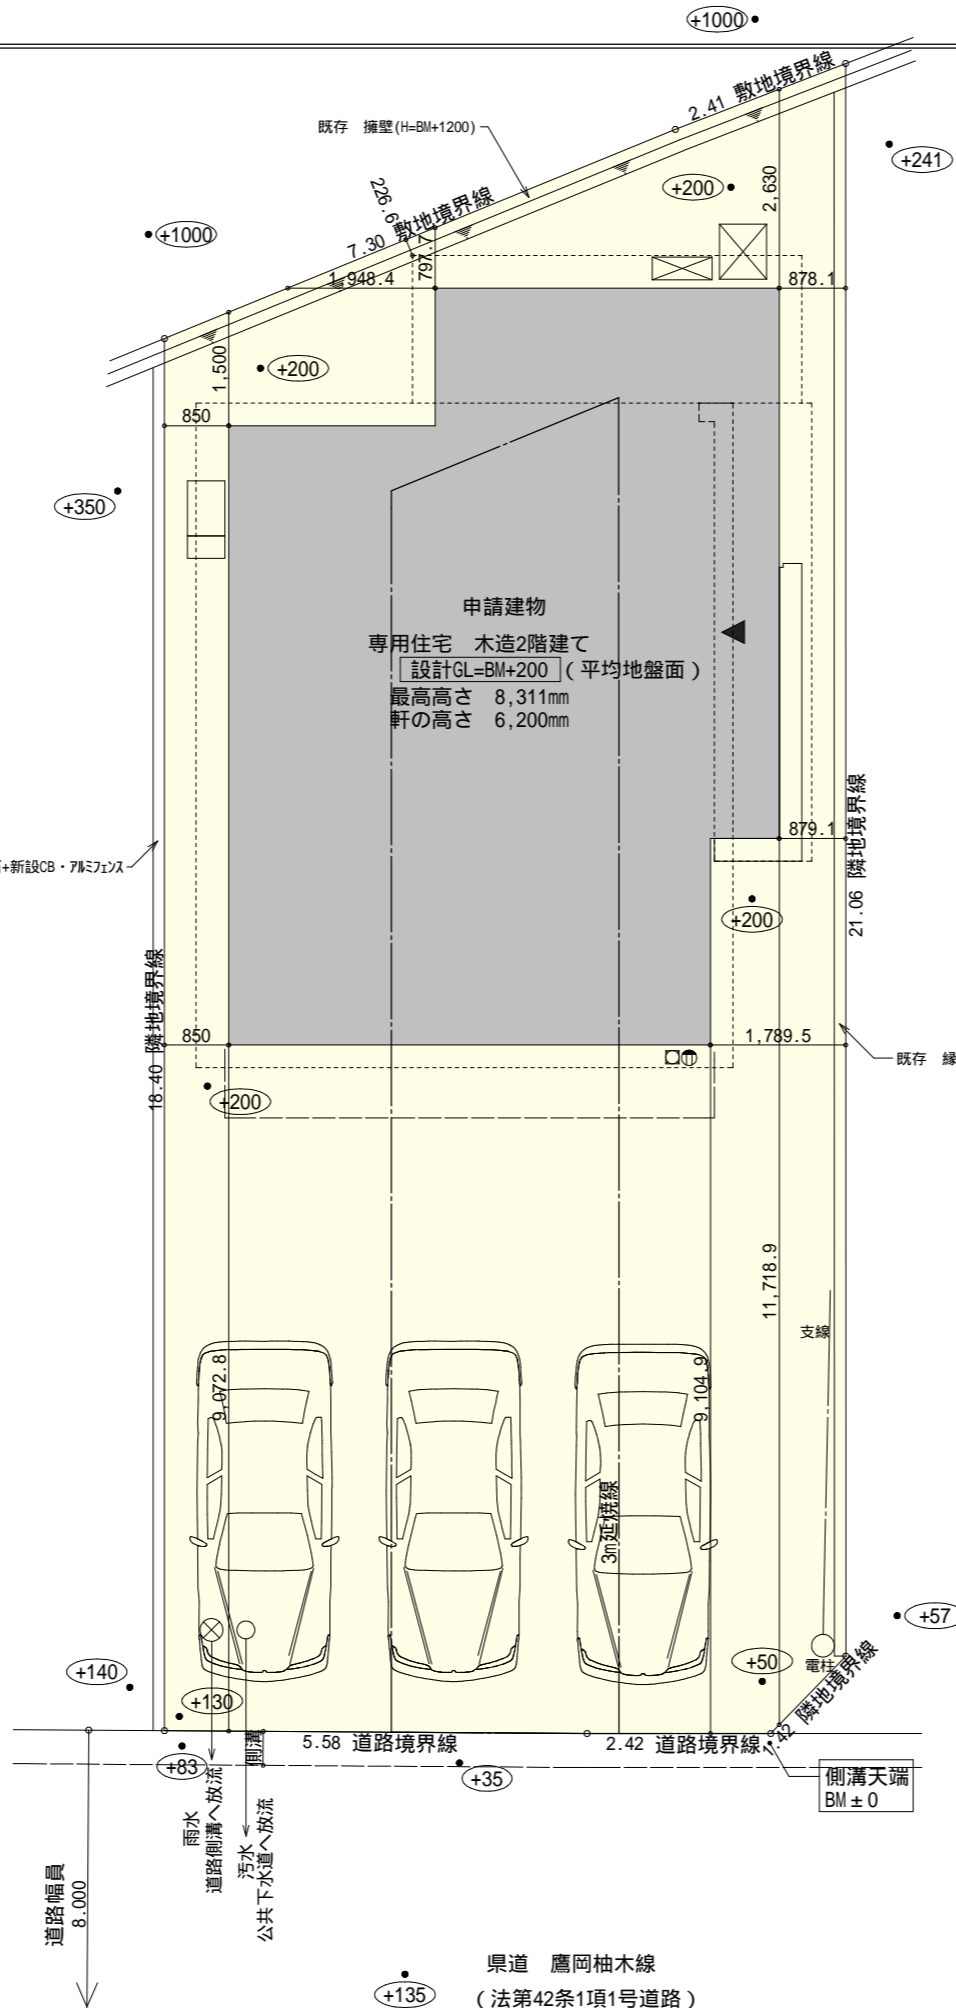 +1000
2.41 敷地境界線
既存 擁壁(H=BM+1200)
+241
+200
2,630
226.6
7.30 敷地境界線
797.7
+1000
1,948.4
878.1
1,500
+200
850
+350
申請建物
専用住宅 木造2階建て
設計GL=BM+200 (平均地盤面)
最高高さ 8,311mm
軒の高さ 6,200mm
879.1
+新設CB・アルミフェンス
21.06 隣地境界線
+200
18.40 隣地境界線
850
1,789.5
既存 縁
+200
11,718.9
支線
9,072.8
9,104.9
3m延焼線
+57
+50
電柱
+140
+130
1.42 隣地境界線
側溝
5.58 道路境界線
2.42 道路境界線
+83
+35
側溝天端
BM±0
雨水
道路側溝へ放流
汚水
公共下水道へ放流
道路幅員
8.000
県道 鷹岡柚木線
+135
(法第42条1項1号道路)